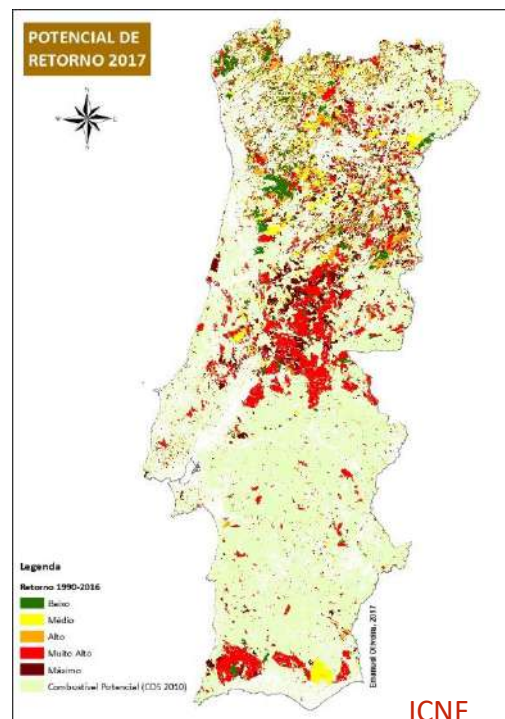 POTENCIAL DE
RETORNO 2017
N
W
E
S
Legenda
Retorno 1990-2016
Baixo
Médio
Alto
Muito Alto
Máximo
Combustível Potencial (COS 2010)
Emanuel Oliveira, 2017
ICNF